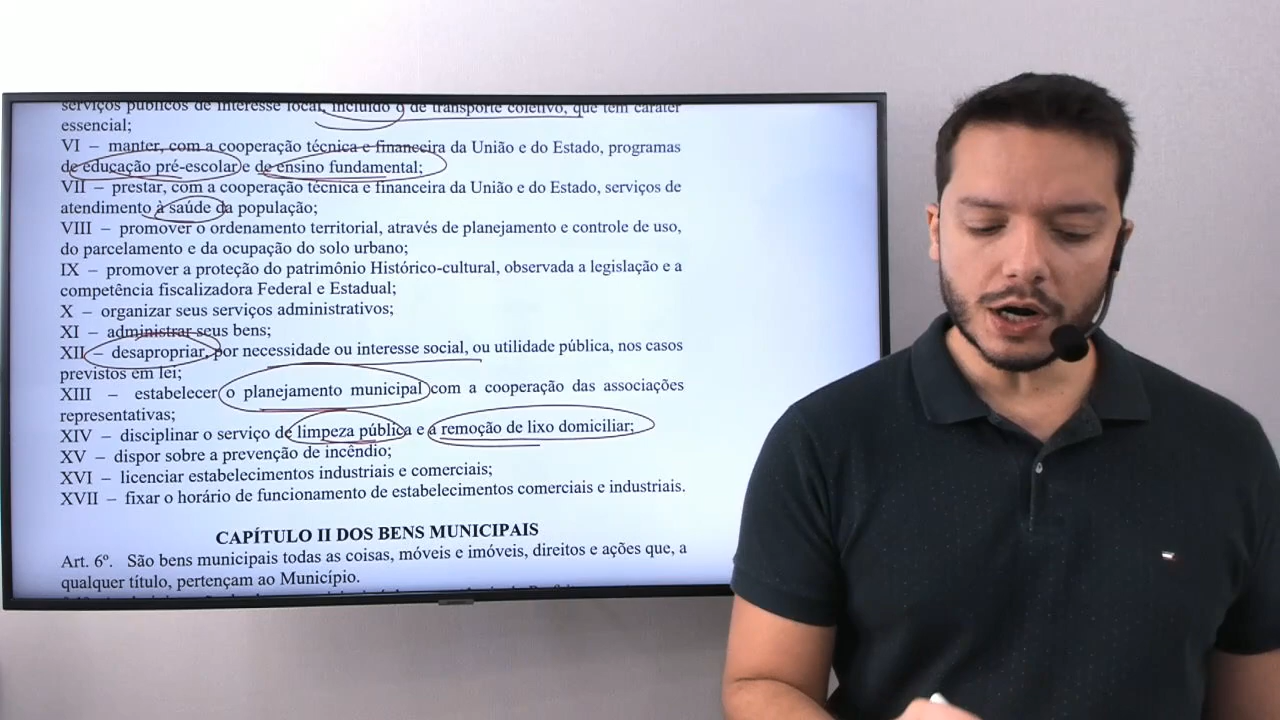 serviços públicos de interesse local, incluído o de transporte coletivo, que tem caráter
essencial;
VI – manter, com a cooperação técnica e financeira da União e do Estado, programas
de educação pré-escolar e de ensino fundamental;
VII – prestar, com a cooperação técnica e financeira da União e do Estado, serviços de
atendimento à saúde da população;
VIII – promover o ordenamento territorial, através de planejamento e controle de uso,
do parcelamento e da ocupação do solo urbano;
IX – promover a proteção do patrimônio Histórico-cultural, observada a legislação e a
competência fiscalizadora Federal e Estadual;
X – organizar seus serviços administrativos;
XI – administrar seus bens;
XII – desapropriar, por necessidade ou interesse social, ou utilidade pública, nos casos
previstos em lei;
XIII – estabelecer o planejamento municipal com a cooperação das associações
representativas;
XIV – disciplinar o serviço de limpeza pública e a remoção de lixo domiciliar;
XV – dispor sobre a prevenção de incêndio;
XVI – licenciar estabelecimentos industriais e comerciais;
XVII – fixar o horário de funcionamento de estabelecimentos comerciais e industriais.
CAPÍTULO II DOS BENS MUNICIPAIS
Art. 6º. São bens municipais todas as coisas, móveis e imóveis, direitos e ações que, a
qualquer título, pertençam ao Município.